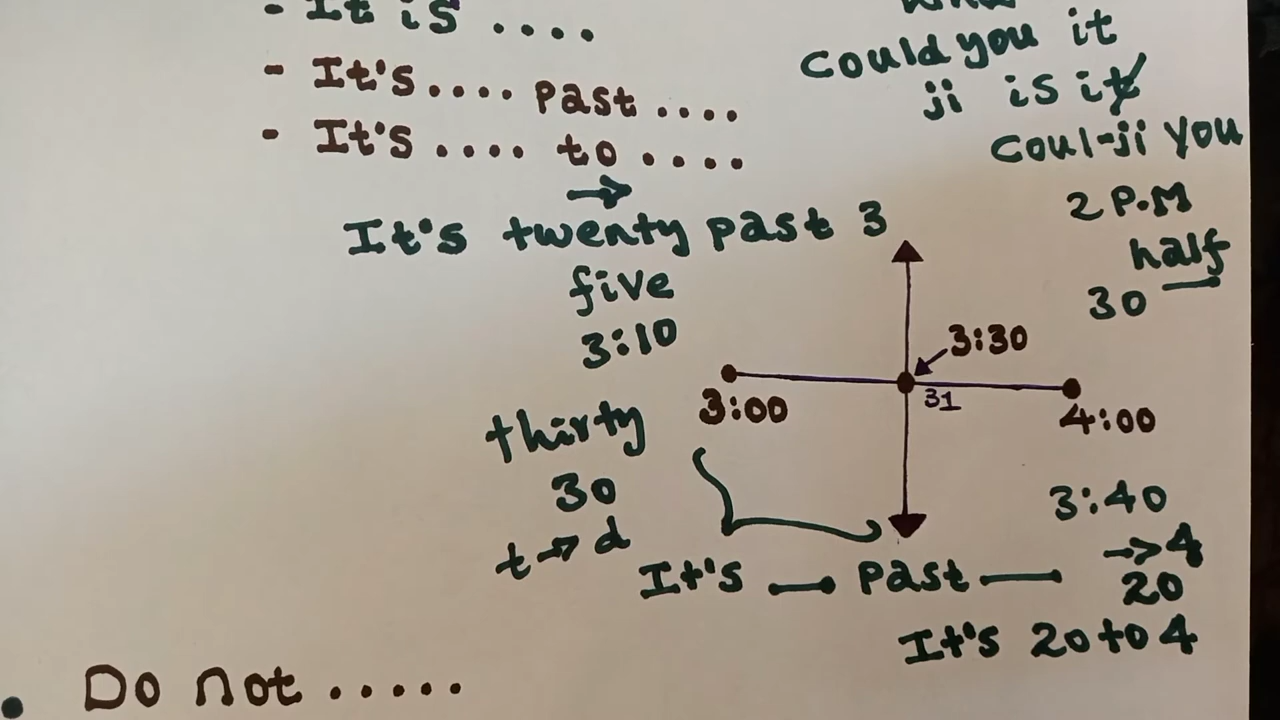 - It is ....
- It's.... past ....
- It's .... to ....
could you it
ji is it
coul-ji you
It's twenty past 3
five
3:10
2 P.M
half
30
3:30
3:00
31
4:00
thirty
30
t → d
3:40
→ 4
20
It's — past —
It's 20 to 4
• Do not .....